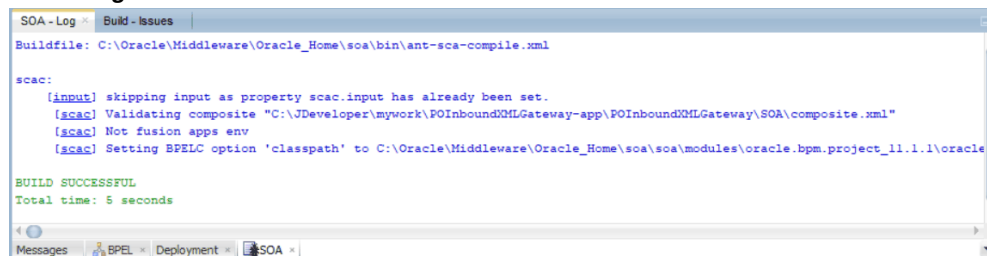 SOA - Log Build - Issues
Buildfile: C:\Oracle\Middleware\Oracle_Home\soa\bin\ant-sca-compile.xml
scac:
[input] skipping input as property scac.input has already been set.
[scac] Validating composite "C:\JDeveloper\mywork\POInboundXMLGateway-app\POInboundXMLGateway\SOA\composite.xml"
[scac] Not fusion apps env
[scac] Setting BPELC option 'classpath' to C:\Oracle\Middleware\Oracle_Home\soa\soa\modules\oracle.bpm.project_11.1.1\oracle
BUILD SUCCESSFUL
Total time: 5 seconds
Messages BPEL Deployment SOA